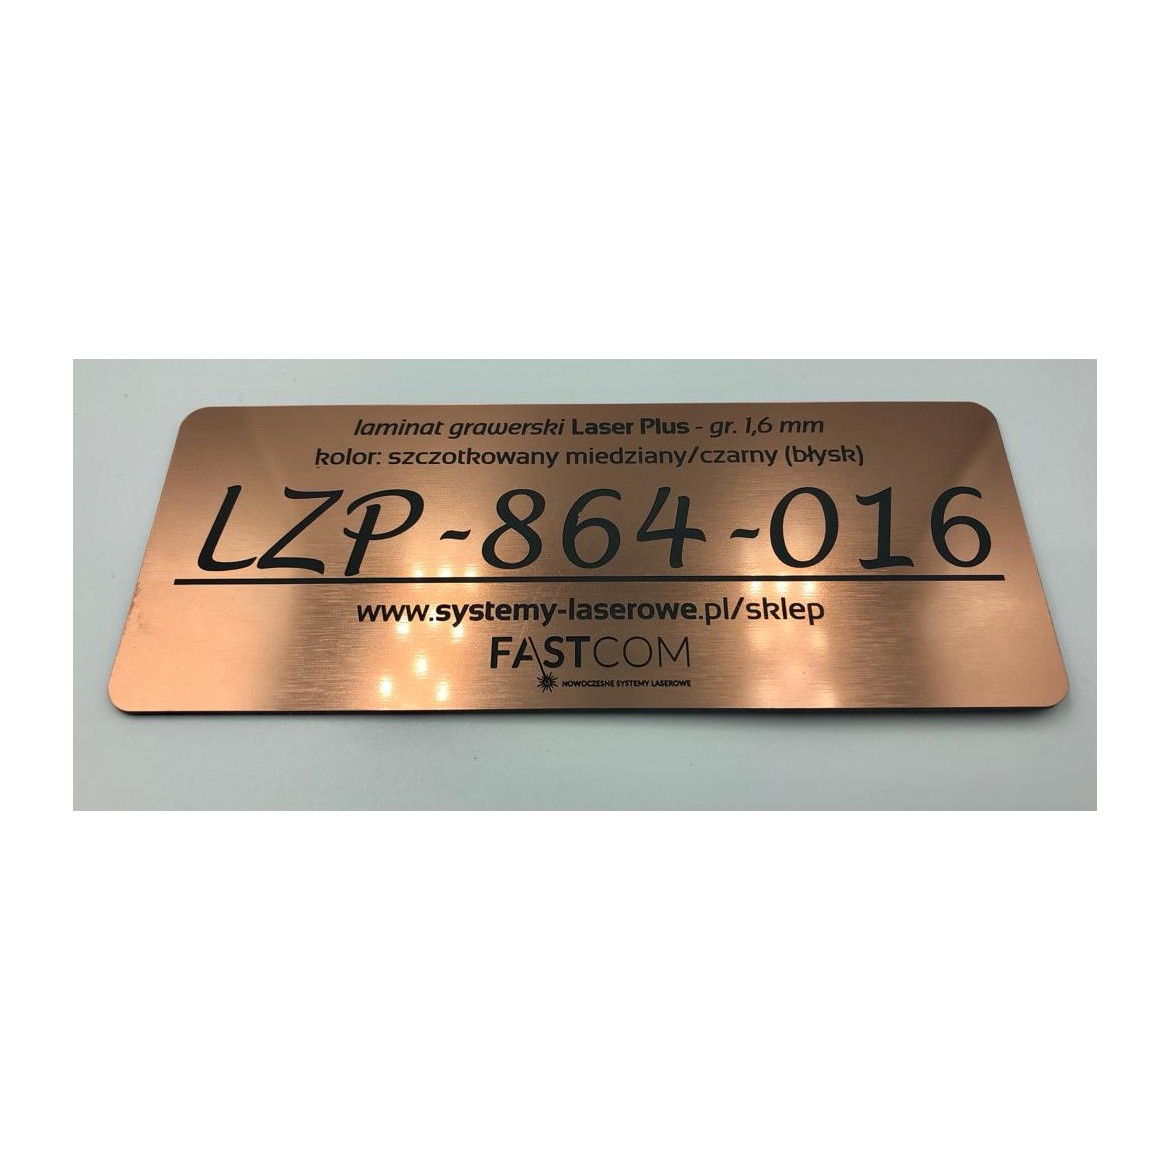 laminat grawerski Laser Plus - gr. 1,6 mm
kolor: szczotkowany miedziany/czarny (błysk)
LZP-864-016
www.systemy-laserowe.pl/sklep
FASTCOM
NOWOCZESNE SYSTEMY LASEROWE